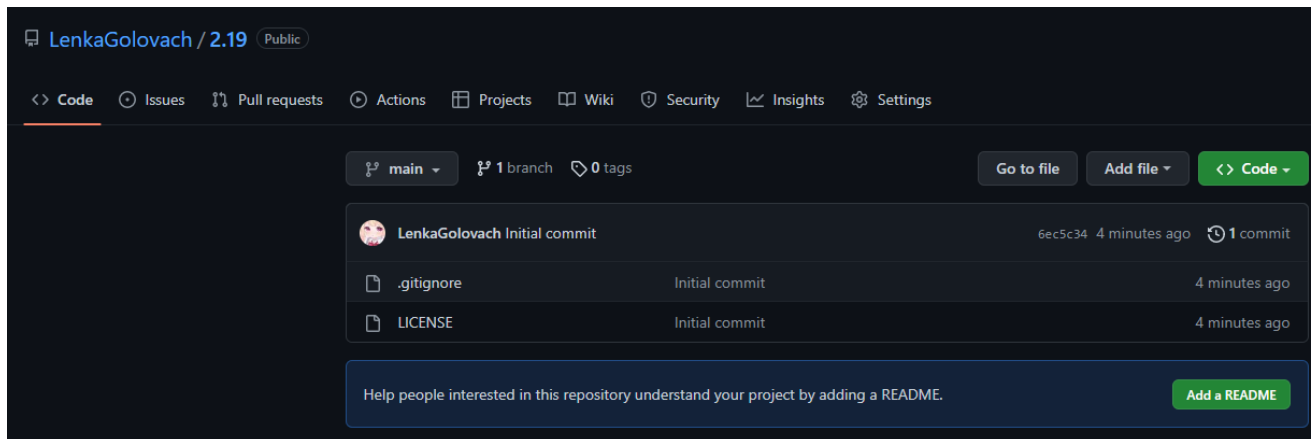 LenkaGolovach / 2.19 Public
Code Issues Pull requests Actions Projects Wiki Security Insights Settings
main 1 branch 0 tags Go to file Add file Code
LenkaGolovach Initial commit 6ec5c34 4 minutes ago 1 commit
.gitignore Initial commit 4 minutes ago
LICENSE Initial commit 4 minutes ago
Help people interested in this repository understand your project by adding a README. Add a README